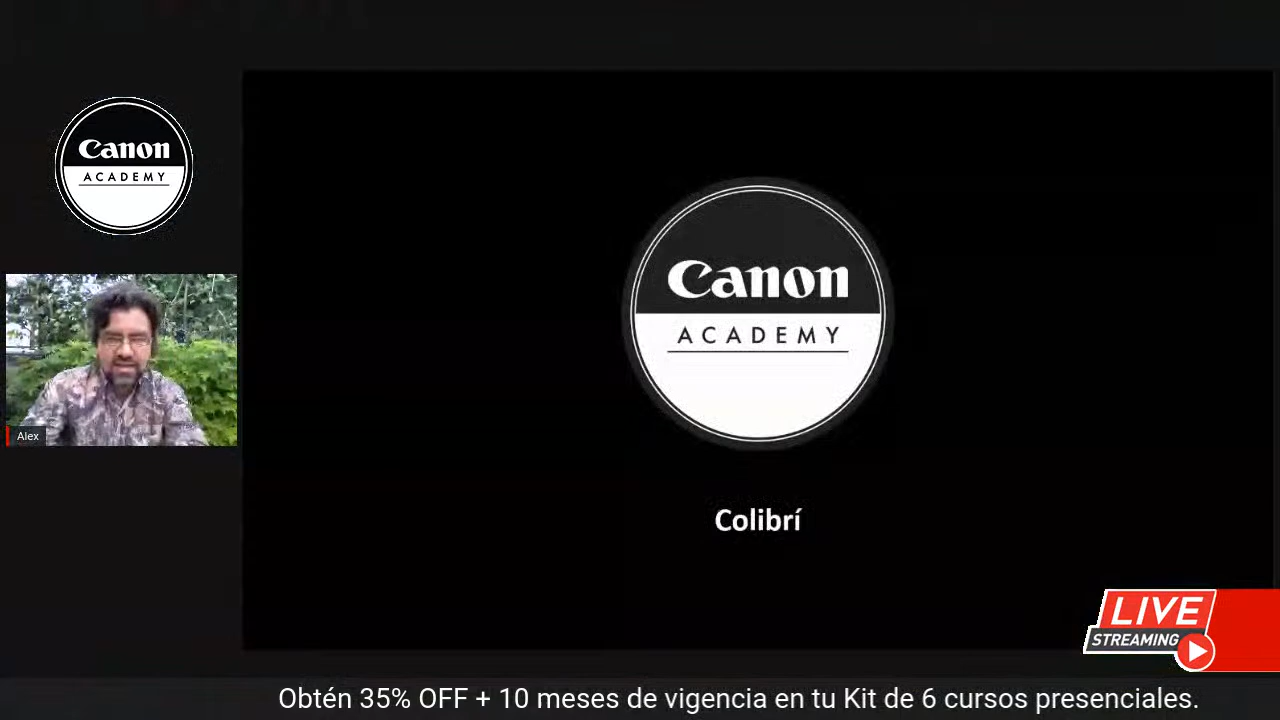 Canon
ACADEMY
Alex
Canon
ACADEMY
Colibrí
LIVE
STREAMING
Obtén 35% OFF + 10 meses de vigencia en tu Kit de 6 cursos presenciales.